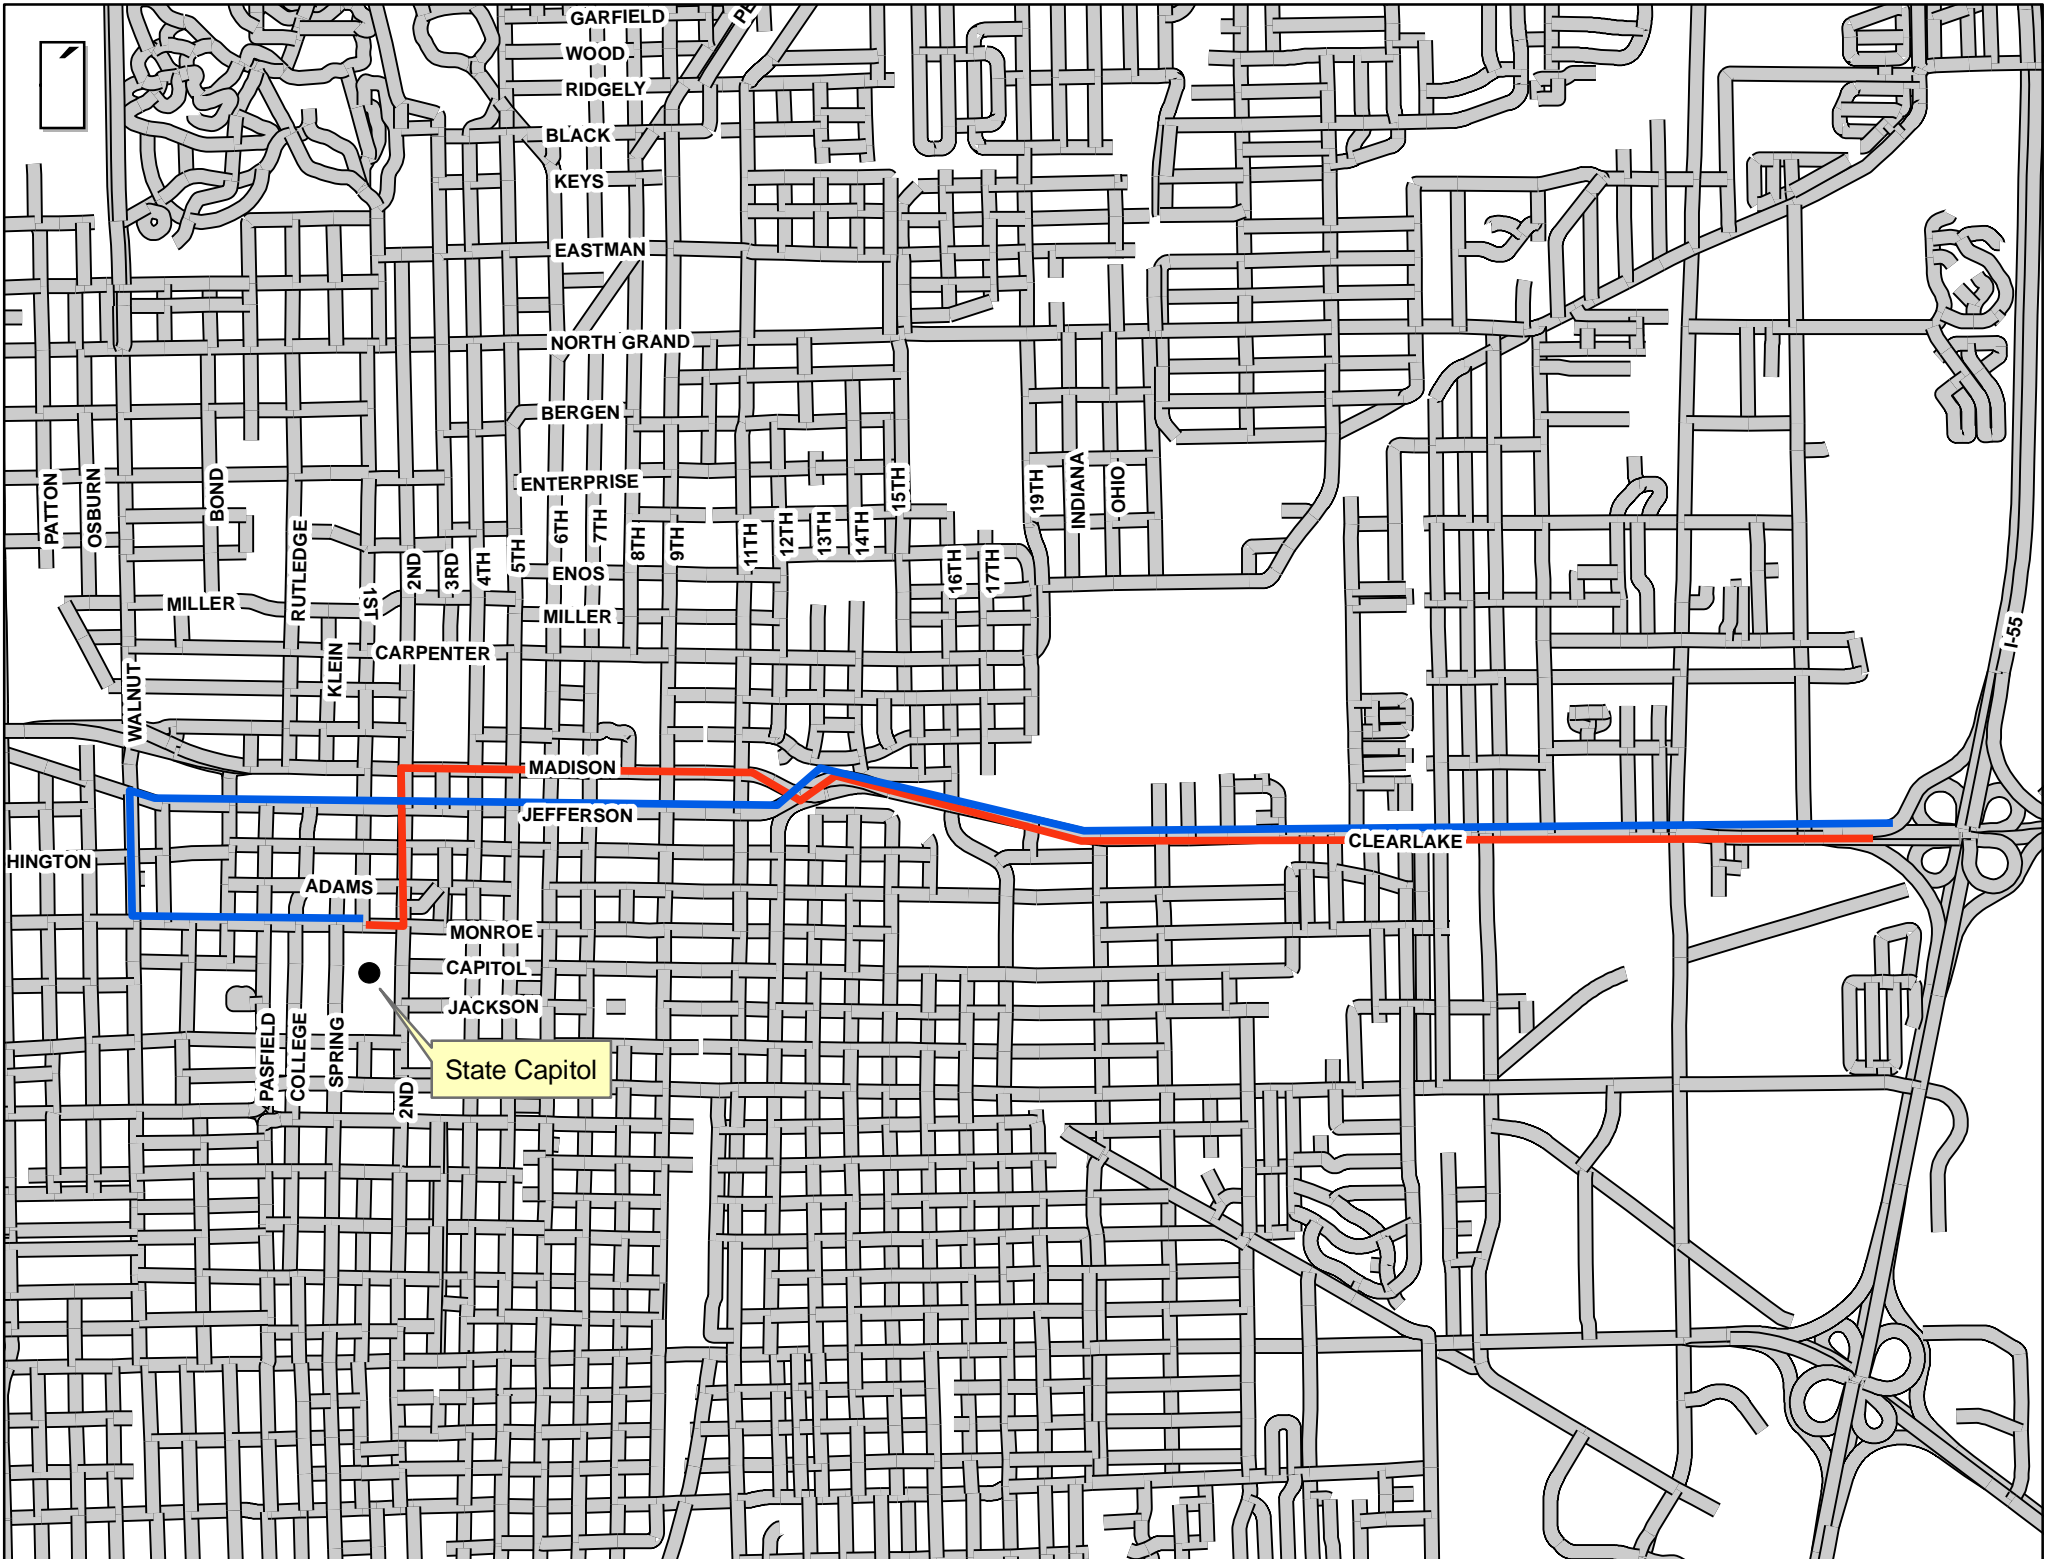 GARFIELD
WOOD
RIDGELY
BLACK
KEYS
EASTMAN
NORTH GRAND
BERGEN
ENTERPRISE
PATTON
OSBURN
BOND
RUTLEDGE
1ST
2ND
3RD
4TH
5TH
6TH
7TH
8TH
9TH
11TH
12TH
13TH
14TH
15TH
16TH
17TH
19TH
INDIANA
OHIO
ENOS
MILLER
MILLER
CARPENTER
KLEIN
WALNUT
I-55
MADISON
JEFFERSON
CLEARLAKE
HINGTON
ADAMS
MONROE
CAPITOL
JACKSON
PASFIELD
COLLEGE
SPRING
2ND
State Capitol